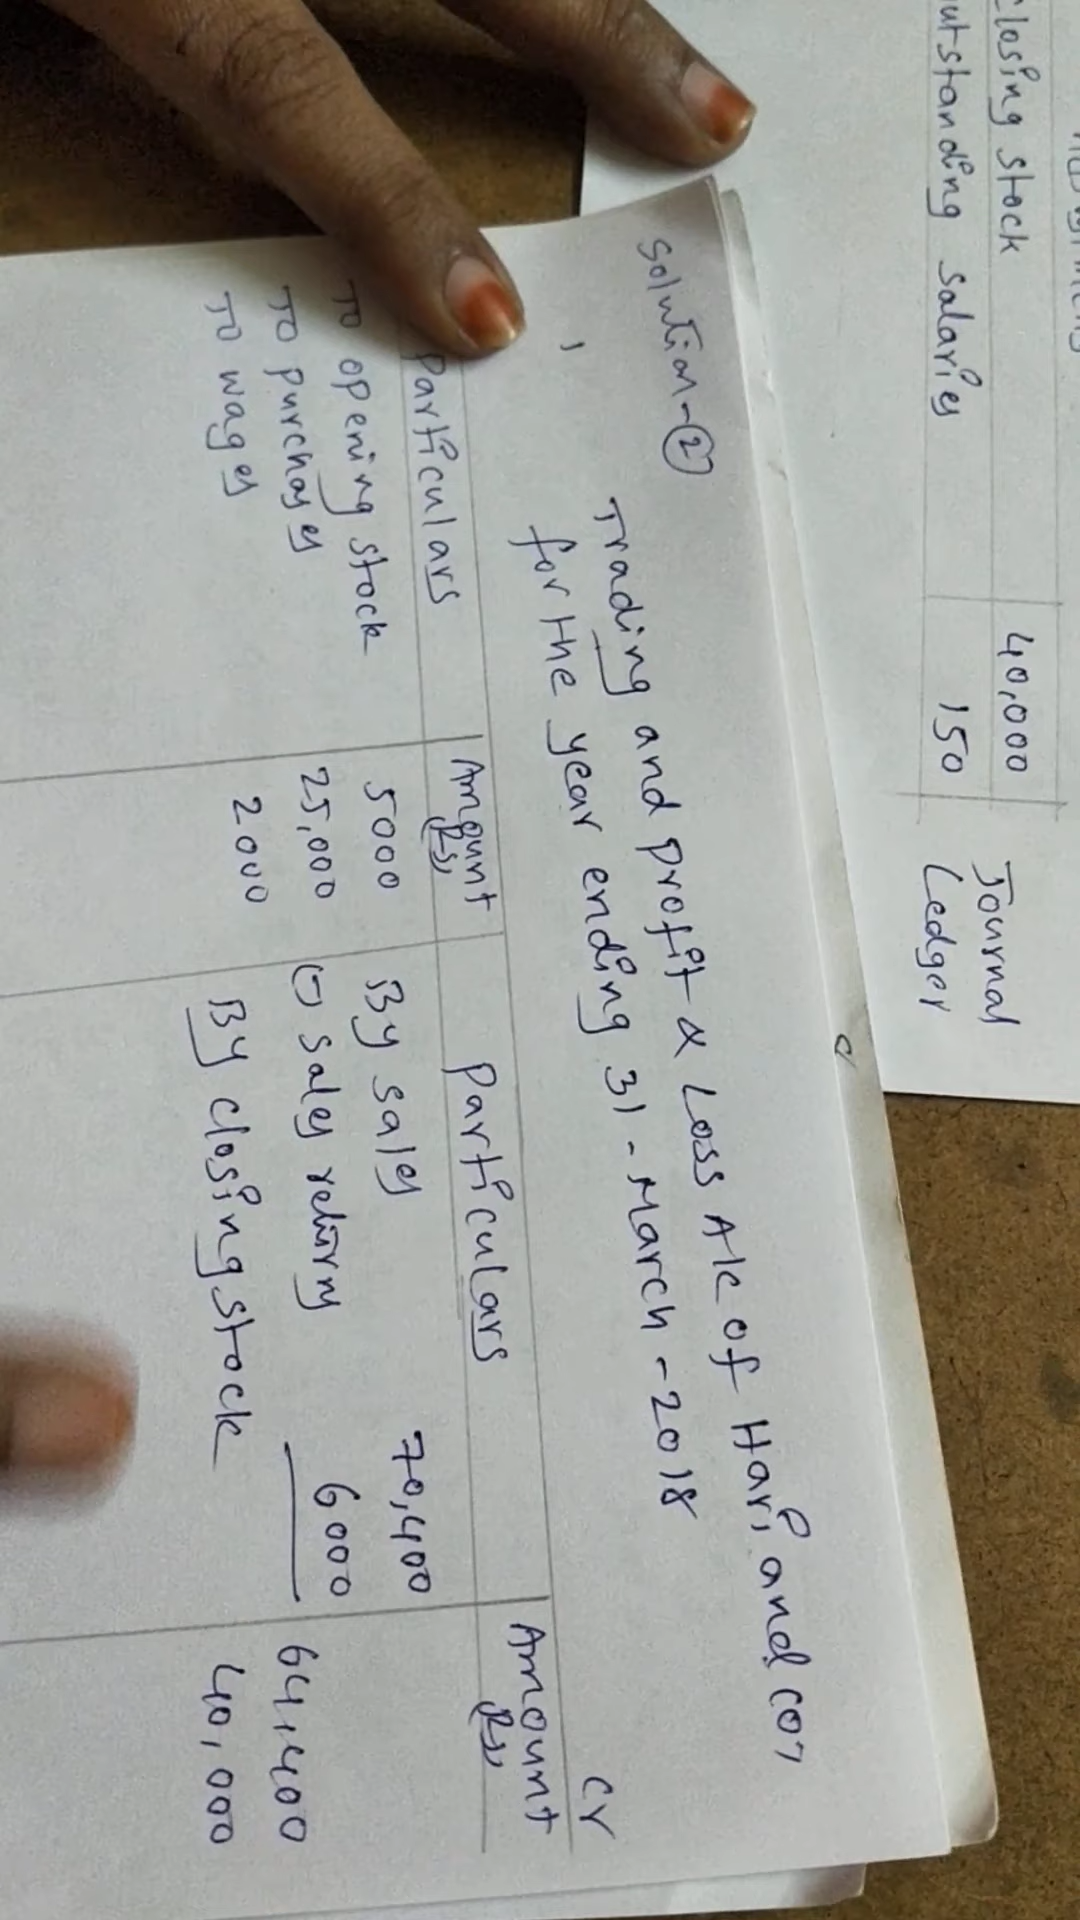 closing stock 40,000
utstanding salaries 150
Journal
Ledger
Solution-②
Trading and profit & Loss A/c of Hari and co,
for the year ending 31-March-2018
Cr
Particulars Amount Rs, Particulars Amount Rs,
To opening stock 5000 By sales 70,400
To purchases 25,000 (-) sales returns 6000 64,400
To wages 2000 By closing stock 40,000